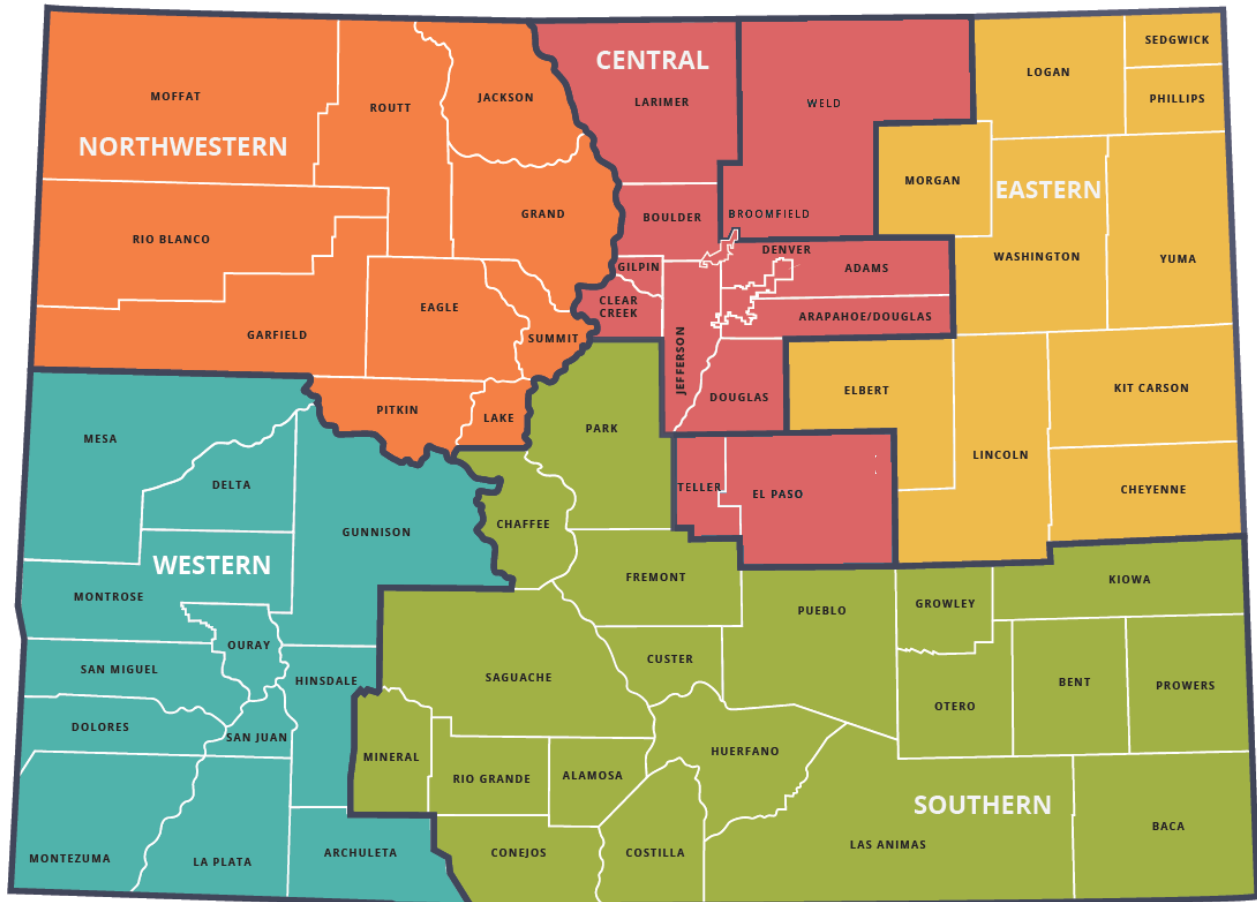 SEDGWICK
CENTRAL
LOGAN
MOFFAT
JACKSON
PHILLIPS
ROUTT
LARIMER
WELD
NORTHWESTERN
MORGAN
EASTERN
GRAND
BOULDER
BROOMFIELD
RIO BLANCO
DENVER
WASHINGTON
YUMA
GILPIN
ADAMS
EAGLE
CLEAR
CREEK
ARAPAHOE/DOUGLAS
GARFIELD
SUMMIT
JEFFERSON
ELBERT
KIT CARSON
DOUGLAS
PITKIN
LAKE
PARK
MESA
LINCOLN
DELTA
TELLER
EL PASO
CHEYENNE
CHAFFEE
GUNNISON
WESTERN
FREMONT
KIOWA
MONTROSE
PUEBLO
GROWLEY
OURAY
CUSTER
SAN MIGUEL
HINSDALE
SAGUACHE
BENT
PROWERS
OTERO
DOLORES
SAN JUAN
HUERFANO
MINERAL
RIO GRANDE
ALAMOSA
SOUTHERN
BACA
LAS ANIMAS
MONTEZUMA
LA PLATA
ARCHULETA
CONEJOS
COSTILLA